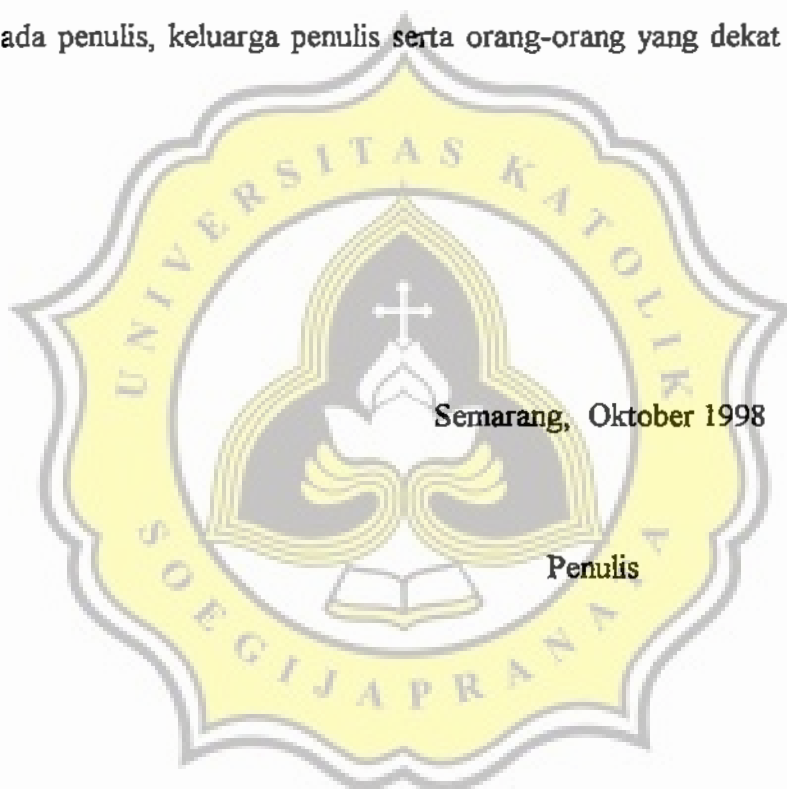 ada penulis, keluarga penulis serta orang-orang yang dekat
UNIVERSITAS KATOLIK
Semarang, Oktober 1998
Penulis
SOEGIJAPRANATA